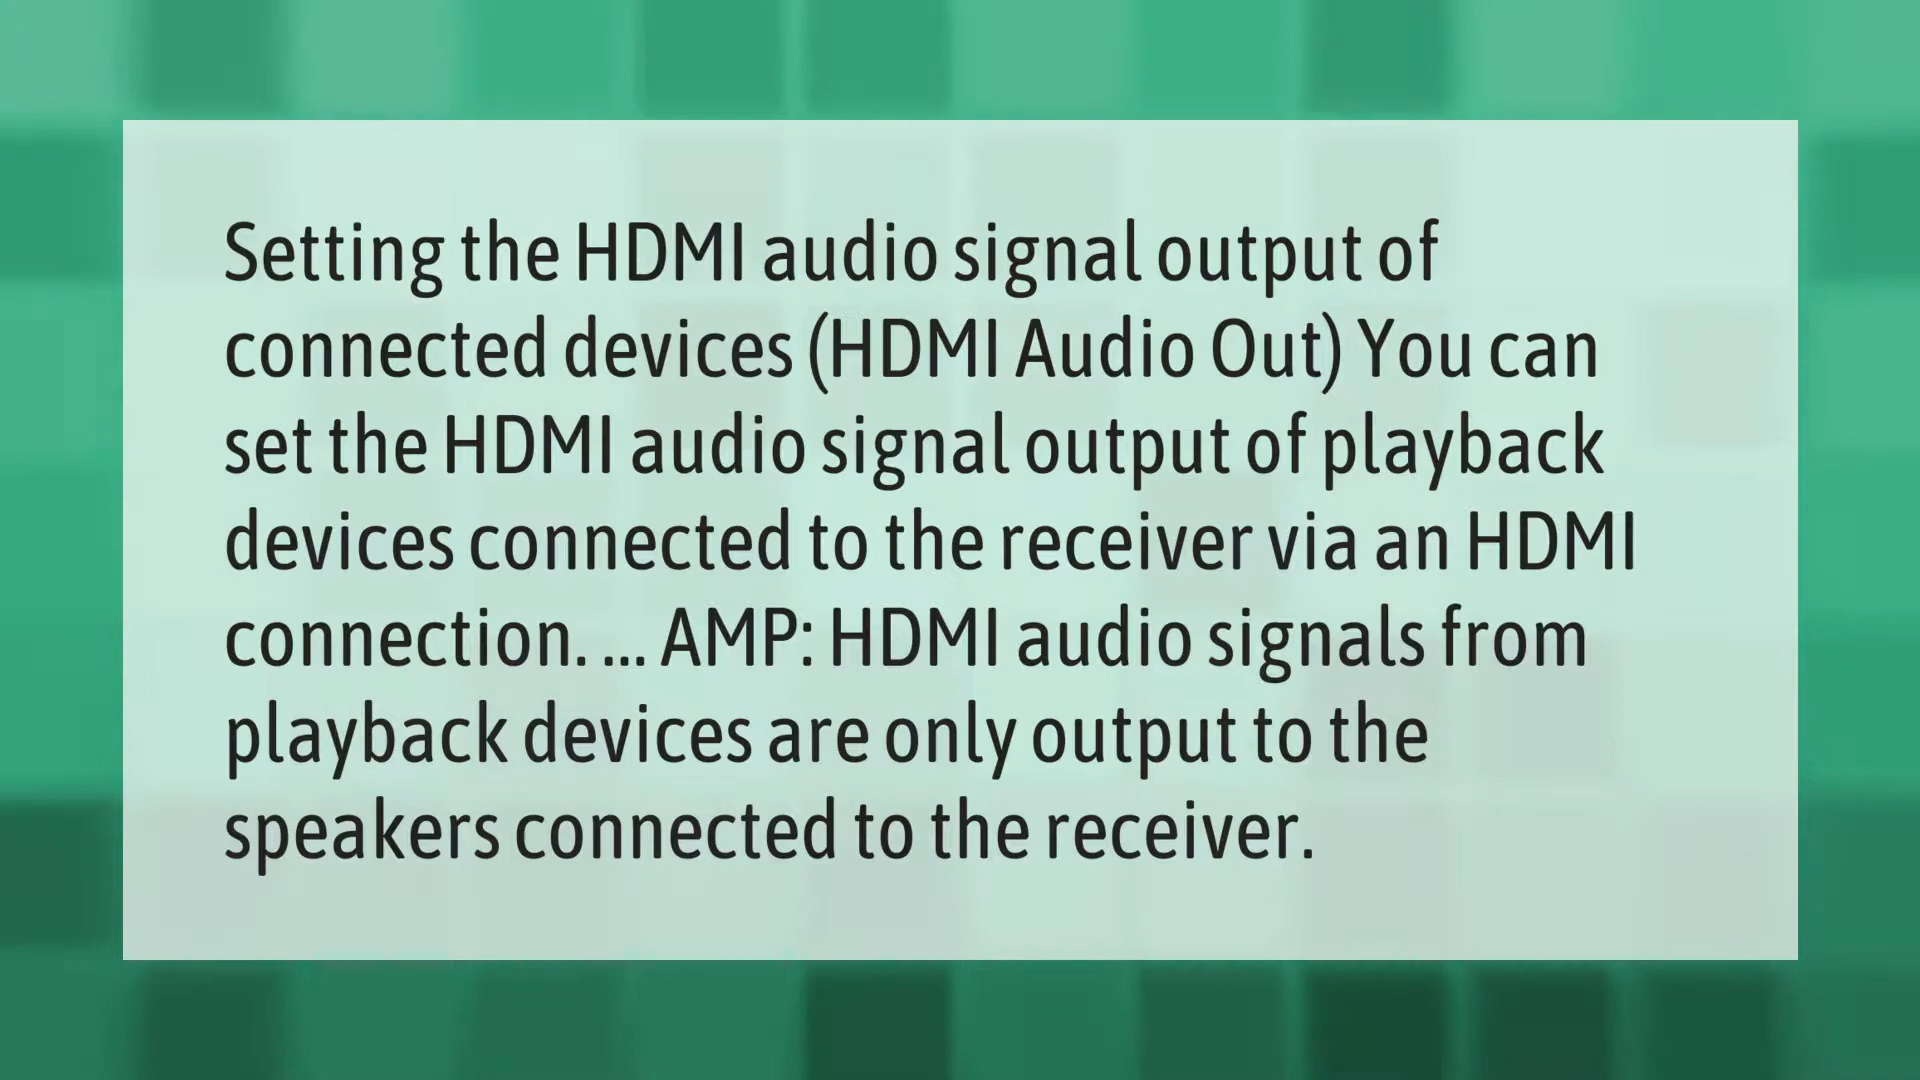 Setting the HDMI audio signal output of
connected devices (HDMI Audio Out) You can
set the HDMI audio signal output of playback
devices connected to the receiver via an HDMI
connection. ... AMP: HDMI audio signals from
playback devices are only output to the
speakers connected to the receiver.